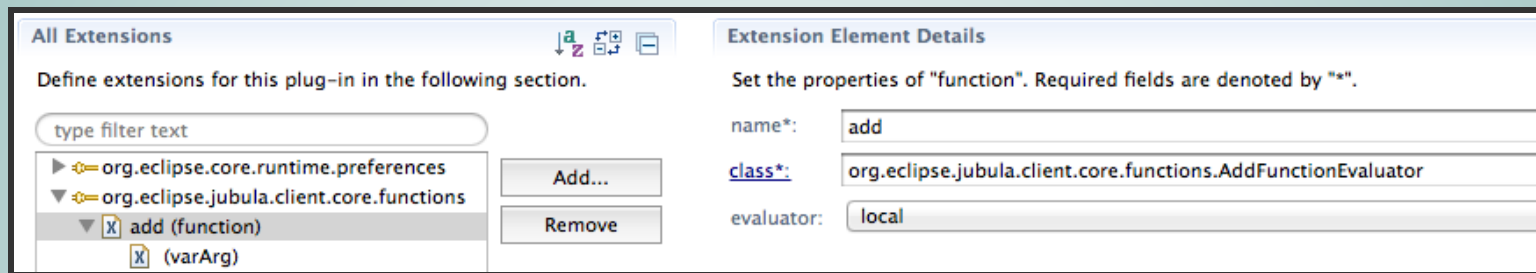 All Extensions
Define extensions for this plug-in in the following section.
type filter text
org.eclipse.core.runtime.preferences
org.eclipse.jubula.client.core.functions
add (function)
(varArg)
Add...
Remove
Extension Element Details
Set the properties of "function". Required fields are denoted by "*".
name*: add
class*: org.eclipse.jubula.client.core.functions.AddFunctionEvaluator
evaluator: local